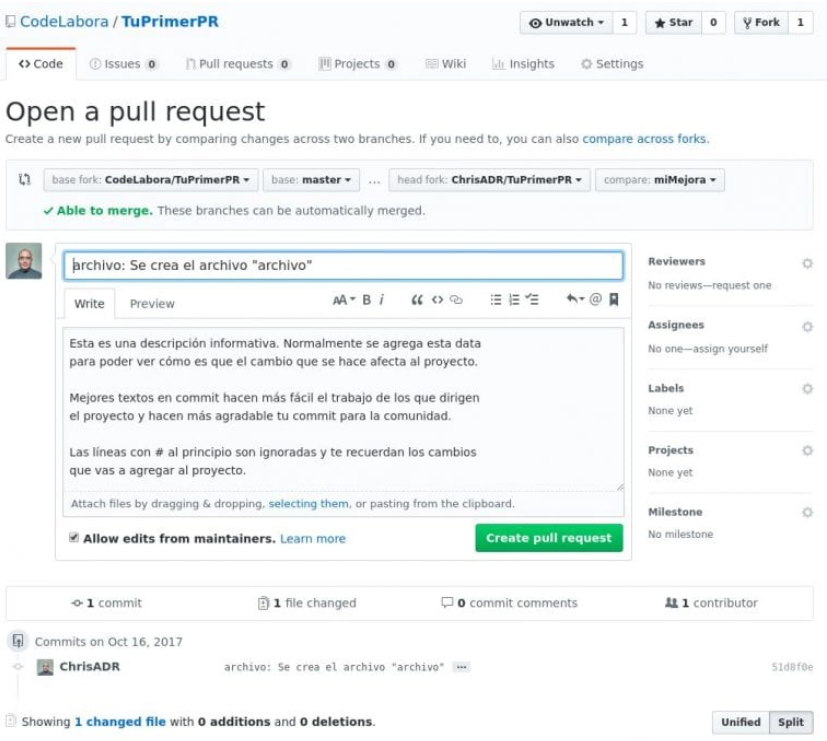 CodeLabora / TuPrimerPR
Unwatch 1 Star 0 Fork 1
Code Issues 0 Pull requests 0 Projects 0 Wiki Insights Settings
Open a pull request
Create a new pull request by comparing changes across two branches. If you need to, you can also compare across forks.
base fork: CodeLabora/TuPrimerPR base: master ... head fork: ChrisADR/TuPrimerPR compare: miMejora
Able to merge. These branches can be automatically merged.
archivo: Se crea el archivo "archivo"
Write Preview AA B i
Esta es una descripción informativa. Normalmente se agrega esta data
para poder ver cómo es que el cambio que se hace afecta al proyecto.
Mejores textos en commit hacen más fácil el trabajo de los que dirigen
el proyecto y hacen más agradable tu commit para la comunidad.
Las líneas con # al principio son ignoradas y te recuerdan los cambios
que vas a agregar al proyecto.
Attach files by dragging & dropping, selecting them, or pasting from the clipboard.
Allow edits from maintainers. Learn more
Create pull request
Reviewers
No reviews—request one
Assignees
No one—assign yourself
Labels
None yet
Projects
None yet
Milestone
No milestone
1 commit 1 file changed 0 commit comments 1 contributor
Commits on Oct 16, 2017
ChrisADR archivo: Se crea el archivo "archivo" ... 51d8f0e
Showing 1 changed file with 0 additions and 0 deletions.
Unified Split